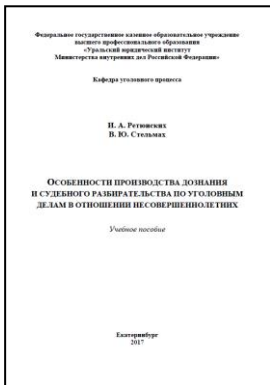 Федеральное государственное казенное образовательное учреждение
высшего профессионального образования
«Уральский юридический институт
Министерства внутренних дел Российской Федерации»
Кафедра уголовного процесса
И. А. Ретюнских
В. Ю. Стельмах
ОСОБЕННОСТИ ПРОИЗВОДСТВА ДОЗНАНИЯ
И СУДЕБНОГО РАЗБИРАТЕЛЬСТВА ПО УГОЛОВНЫМ
ДЕЛАМ В ОТНОШЕНИИ НЕСОВЕРШЕННОЛЕТНИХ
Учебное пособие
Екатеринбург
2017